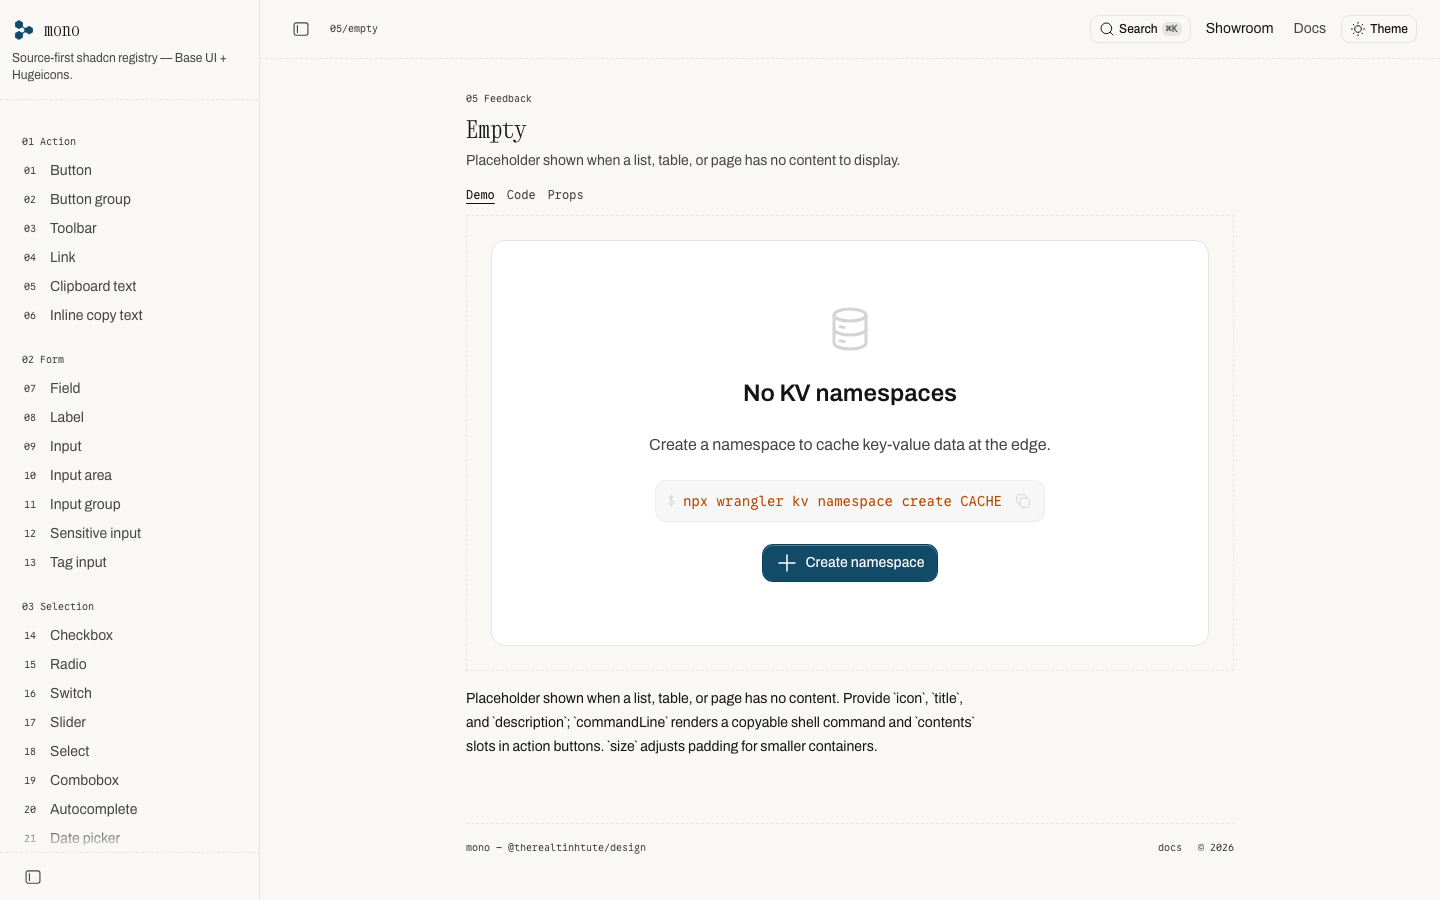 mono
Source-first shadcn registry — Base UI +
Hugeicons.
01 Action
01 Button
02 Button group
03 Toolbar
04 Link
05 Clipboard text
06 Inline copy text
02 Form
07 Field
08 Label
09 Input
10 Input area
11 Input group
12 Sensitive input
13 Tag input
03 Selection
14 Checkbox
15 Radio
16 Switch
17 Slider
18 Select
19 Combobox
20 Autocomplete
21 Date picker
05/empty
Search ⌘K
Showroom
Docs
Theme
05 Feedback
Empty
Placeholder shown when a list, table, or page has no content to display.
Demo Code Props
No KV namespaces
Create a namespace to cache key-value data at the edge.
$ npx wrangler kv namespace create CACHE
Create namespace
Placeholder shown when a list, table, or page has no content. Provide `icon`, `title`,
and `description`; `commandLine` renders a copyable shell command and `contents`
slots in action buttons. `size` adjusts padding for smaller containers.
mono — @therealtinhtute/design
docs © 2026